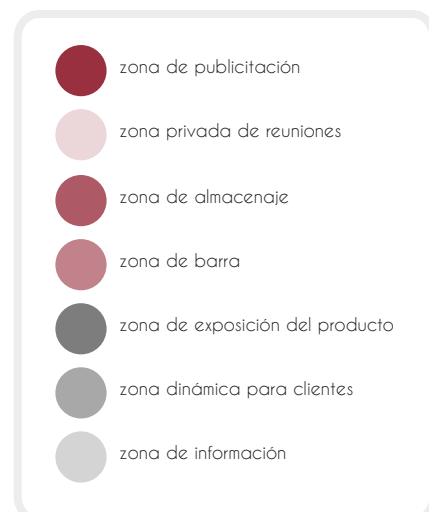 zona de publicitación
zona privada de reuniones
zona de almacenaje
zona de barra
zona de exposición del producto
zona dinámica para clientes
zona de información